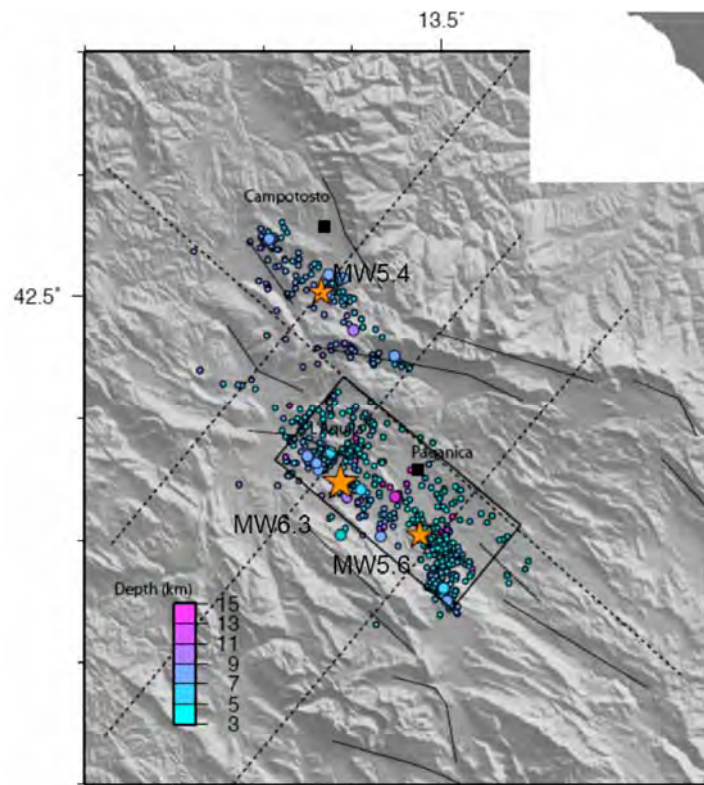 13.5°
Campotosto
MW5.4
42.5°
L'Aquila
Paganica
MW6.3
MW5.6
Depth (km)
15
13
11
9
7
5
3